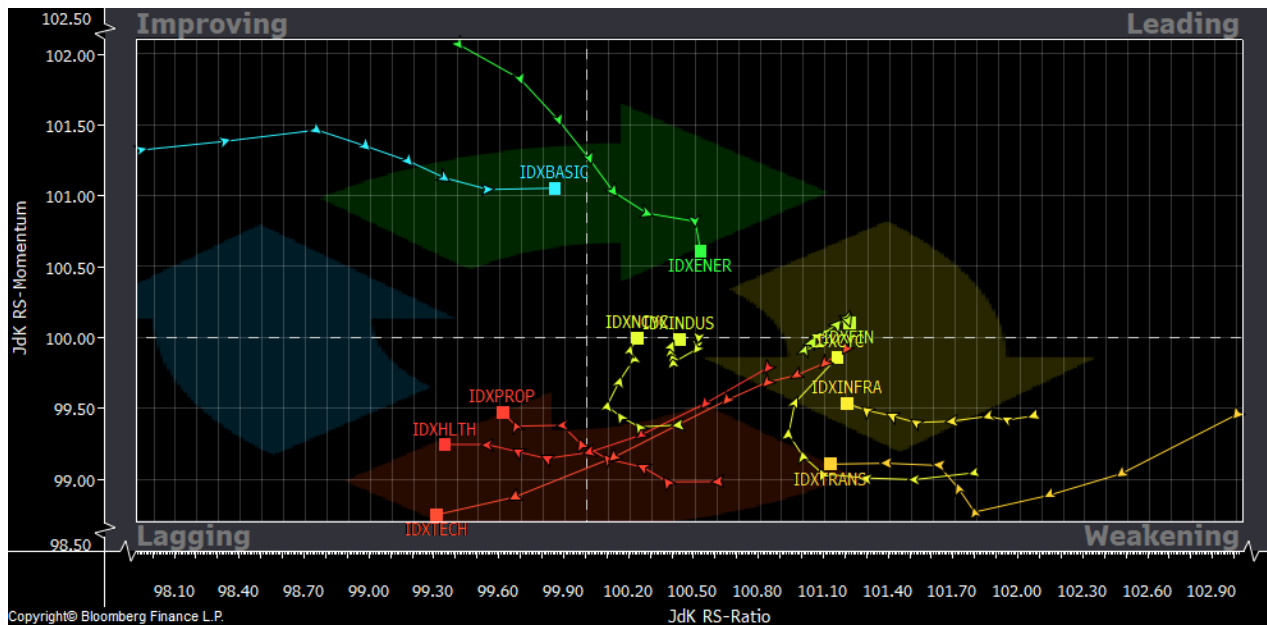 102.50
Improving
Leading
102.00
101.50
IDXBASIC
101.00
100.50
IDXENER
IDXINDUS
100.00
IDXFIN
IDXINFRA
99.50
IDXPROP
IDXHLTH
99.00
IDXTRANS
IDXTECH
98.50
Lagging
Weakening
JdK RS-Momentum
98.10 98.40 98.70 99.00 99.30 99.60 99.90 100.20 100.50 100.80 101.10 101.40 101.70 102.00 102.30 102.60 102.90
Copyright© Bloomberg Finance L.P.
JdK RS-Ratio